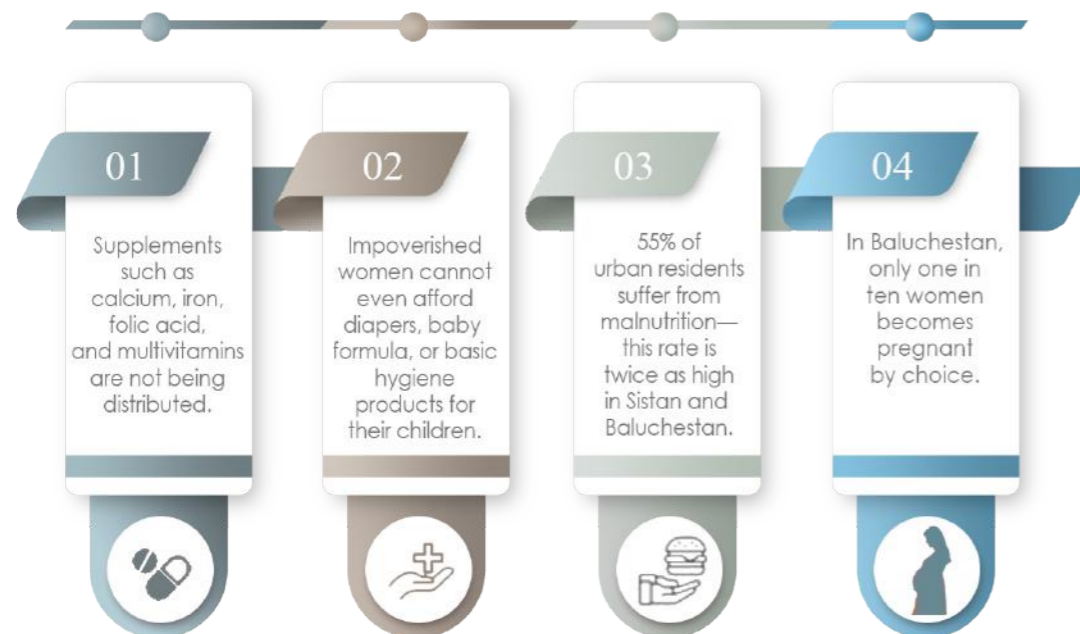 01
Supplements
such as
calcium, iron,
folic acid,
and multivitamins
are not being
distributed.
02
Impoverished
women cannot
even afford
diapers, baby
formula, or basic
hygiene
products for
their children.
03
55% of
urban residents
suffer from
malnutrition—
this rate is
twice as high
in Sistan and
Baluchestan.
04
In Baluchestan,
only one in
ten women
becomes
pregnant
by choice.